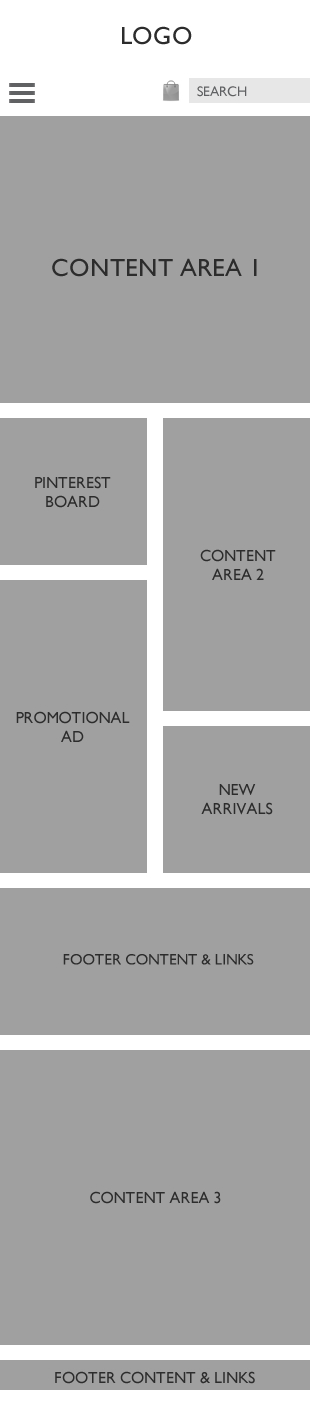 LOGO
SEARCH
CONTENT AREA 1
PINTEREST
BOARD
CONTENT
AREA 2
PROMOTIONAL
AD
NEW
ARRIVALS
FOOTER CONTENT & LINKS
CONTENT AREA 3
FOOTER CONTENT & LINKS